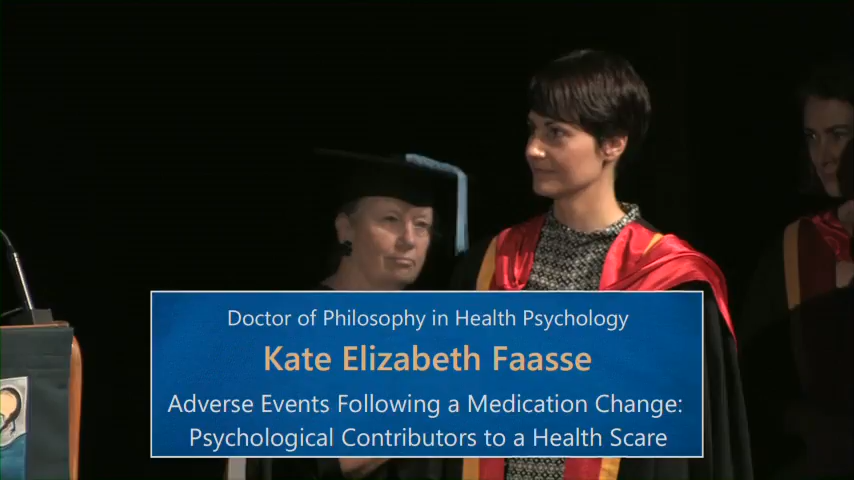 Doctor of Philosophy in Health Psychology
Kate Elizabeth Faasse
Adverse Events Following a Medication Change:
Psychological Contributors to a Health Scare